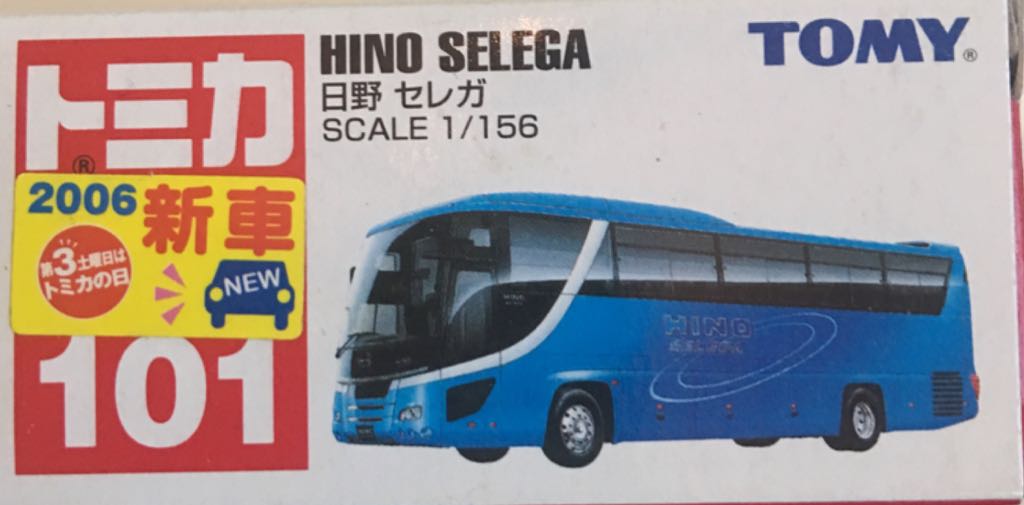 トミカ
®
HINO SELEGA
日野 セレガ
SCALE 1/156
TOMY®
2006 新車
第3土曜日は
トミカの日
NEW
101
HINO
HINO